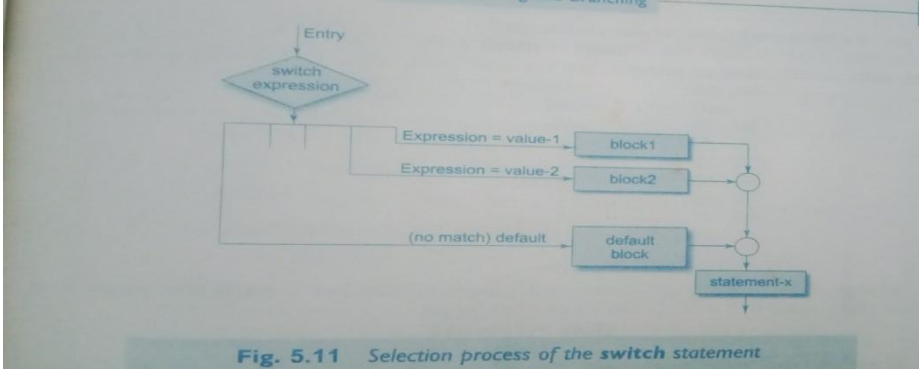 Branching
Entry
switch
expression
Expression = value-1
block1
Expression = value-2
block2
(no match) default
default
block
statement-x
Fig. 5.11 Selection process of the switch statement